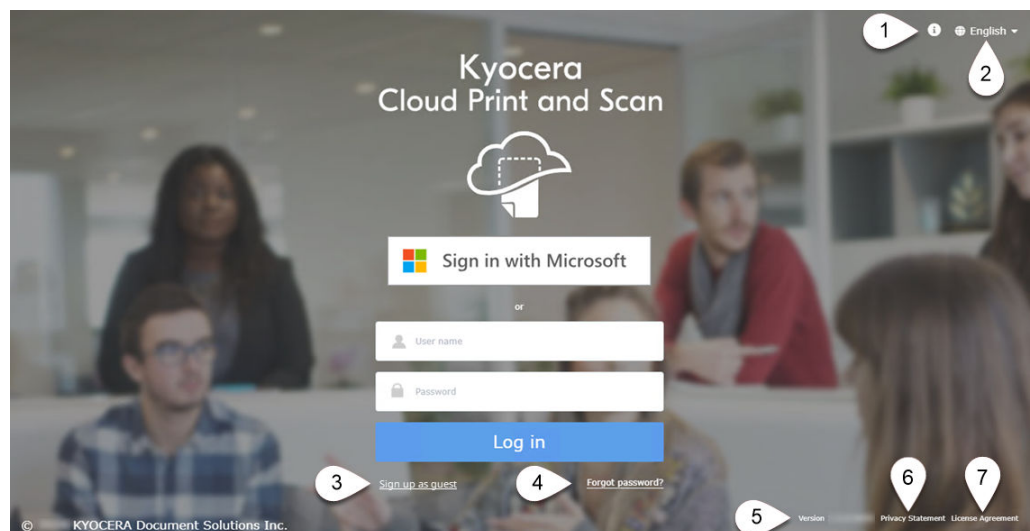 1
English
2
Kyocera
Cloud Print and Scan
Sign in with Microsoft
or
User name
Password
Log in
3
Sign up as guest
4
Forgot password?
5
Version
6
Privacy Statement
7
License Agreement
© KYOCERA Document Solutions Inc.